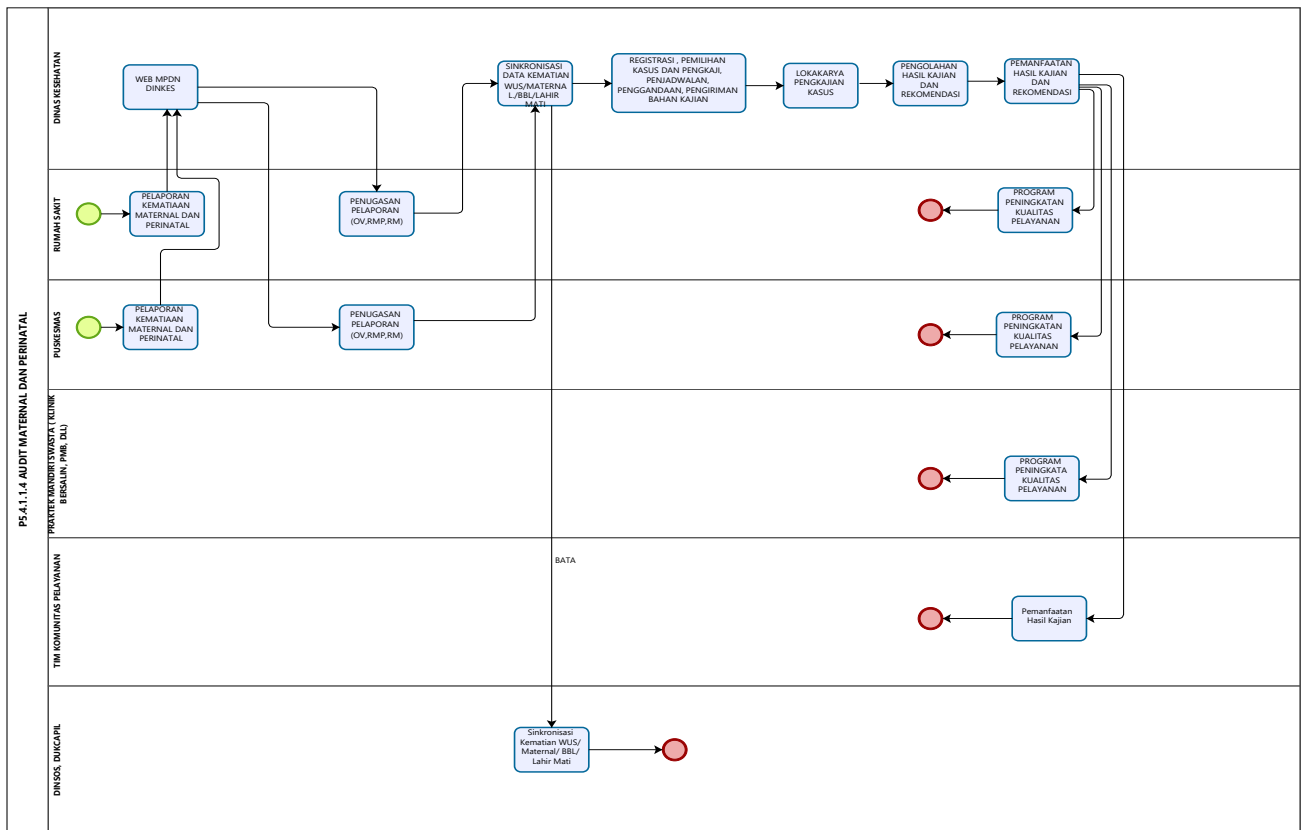 P5.4.1.1.4 AUDIT MATERNAL DAN PERINATAL
DINAS KESEHATAN
WEB MPDN
DINKES
SINKRONISASI
DATA KEMATIAN
WUS/MATERNA
L./BBL/LAHIR
MATI
REGISTRASI , PEMILIHAN
KASUS DAN PENGKAJI,
PENJADWALAN,
PENGGANDAAN, PENGIRIMAN
BAHAN KAJIAN
LOKAKARYA
PENGKAJIAN
KASUS
PENGOLAHAN
HASIL KAJIAN
DAN
REKOMENDASI
PEMANFAATAN
HASIL KAJIAN
DAN
REKOMENDASI
RUMAH SAKIT
PELAPORAN
KEMATIAAN
MATERNAL DAN
PERINATAL
PENUGASAN
PELAPORAN
(OV,RMP,RM)
PROGRAM
PENINGKATAN
KUALITAS
PELAYANAN
PUSKESMAS
PELAPORAN
KEMATIAAN
MATERNAL DAN
PERINATAL
PENUGASAN
PELAPORAN
(OV,RMP,RM)
PROGRAM
PENINGKATAN
KUALITAS
PELAYANAN
PRAKTEK MANDIRI SWASTA ( KLINIK
BERSALIN, PMB, DLL)
PROGRAM
PENINGKATA
KUALITAS
PELAYANAN
TIM KOMUNITAS PELAYANAN
BATA
Pemanfaatan
Hasil Kajian
DINSOS, DUKCAPIL
Sinkronisasi
Kematian WUS/
Maternal/ BBL/
Lahir Mati